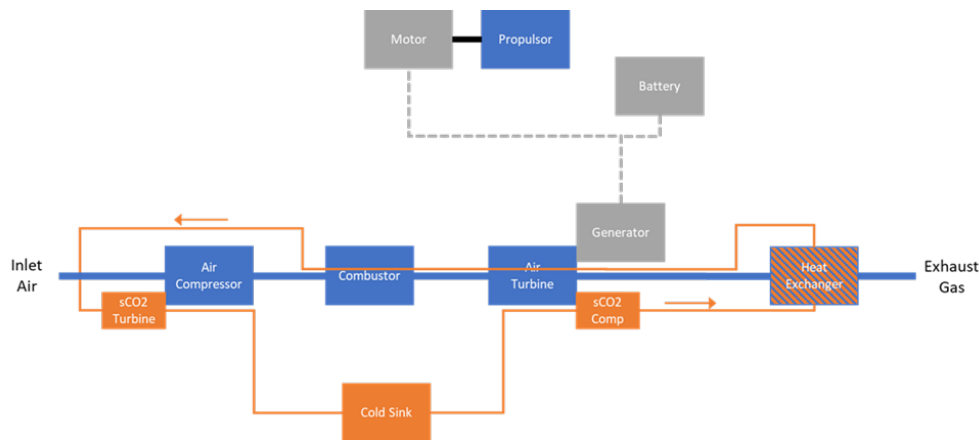 Motor
Propulsor
Battery
Generator
Inlet
Air
Air
Compressor
Combustor
Air
Turbine
Heat
Exchanger
Exhaust
Gas
sCO2
Turbine
sCO2
Comp
Cold Sink